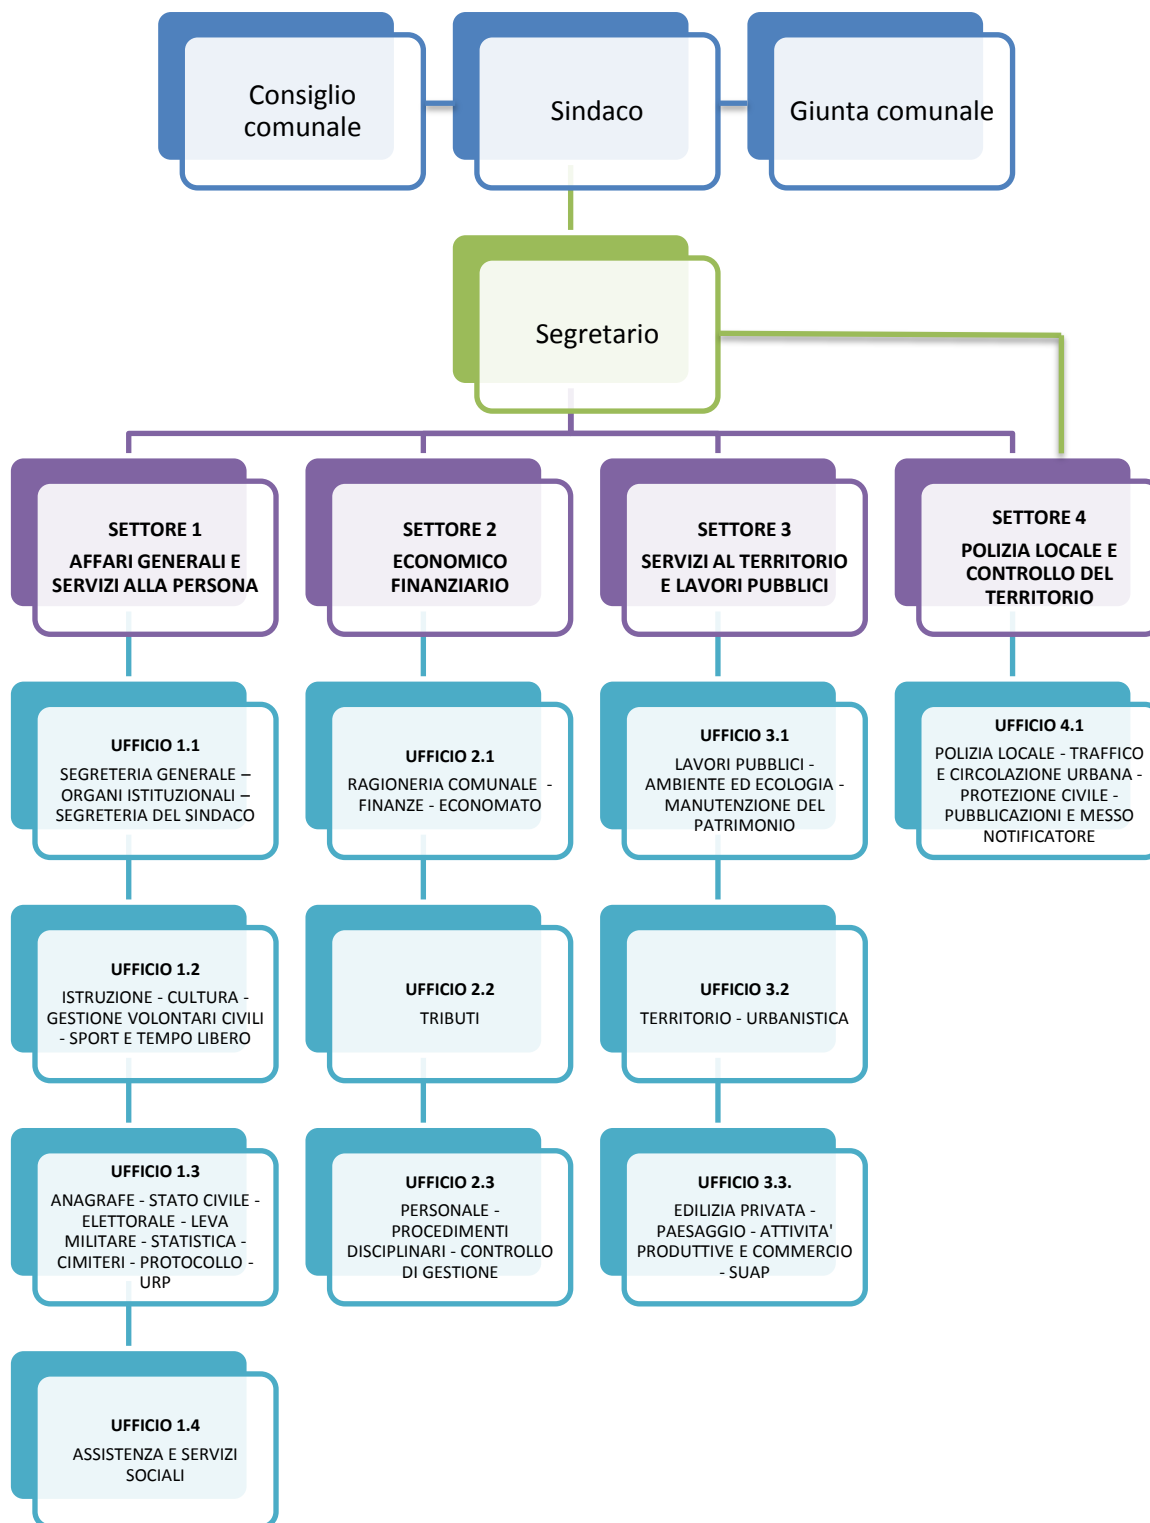 Consiglio
comunale
Sindaco
Giunta comunale
Segretario
SETTORE 1
AFFARI GENERALI E
SERVIZI ALLA PERSONA
SETTORE 2
ECONOMICO
FINANZIARIO
SETTORE 3
SERVIZI AL TERRITORIO
E LAVORI PUBBLICI
SETTORE 4
POLIZIA LOCALE E
CONTROLLO DEL
TERRITORIO
UFFICIO 1.1
SEGRETERIA GENERALE –
ORGANI ISTITUZIONALI –
SEGRETERIA DEL SINDACO
UFFICIO 2.1
RAGIONERIA COMUNALE -
FINANZE - ECONOMATO
UFFICIO 3.1
LAVORI PUBBLICI -
AMBIENTE ED ECOLOGIA -
MANUTENZIONE DEL
PATRIMONIO
UFFICIO 4.1
POLIZIA LOCALE - TRAFFICO
E CIRCOLAZIONE URBANA -
PROTEZIONE CIVILE -
PUBBLICAZIONI E MESSO
NOTIFICATORE
UFFICIO 1.2
ISTRUZIONE - CULTURA -
GESTIONE VOLONTARI CIVILI
- SPORT E TEMPO LIBERO
UFFICIO 2.2
TRIBUTI
UFFICIO 3.2
TERRITORIO - URBANISTICA
UFFICIO 1.3
ANAGRAFE - STATO CIVILE -
ELETTORALE - LEVA
MILITARE - STATISTICA -
CIMITERI - PROTOCOLLO -
URP
UFFICIO 2.3
PERSONALE -
PROCEDIMENTI
DISCIPLINARI - CONTROLLO
DI GESTIONE
UFFICIO 3.3.
EDILIZIA PRIVATA -
PAESAGGIO - ATTIVITA'
PRODUTTIVE E COMMERCIO
- SUAP
UFFICIO 1.4
ASSISTENZA E SERVIZI
SOCIALI